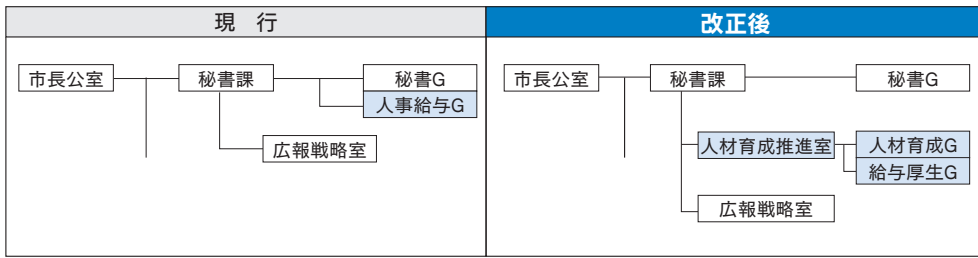 現 行
市長公室
秘書課
秘書G
人事給与G
広報戦略室
改正後
市長公室
秘書課
秘書G
人材育成推進室
人材育成G
給与厚生G
広報戦略室